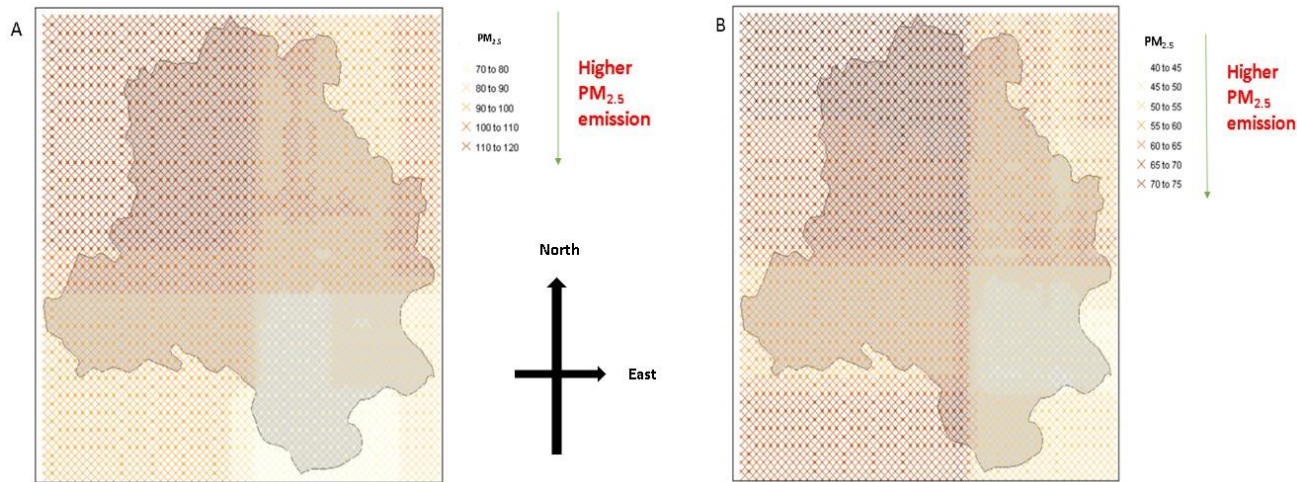 A
PM2.5
70 to 80
80 to 90
90 to 100
100 to 110
110 to 120
Higher
PM2.5
emission
North
East
B
PM2.5
40 to 45
45 to 50
50 to 55
55 to 60
60 to 65
65 to 70
70 to 75
Higher
PM2.5
emission